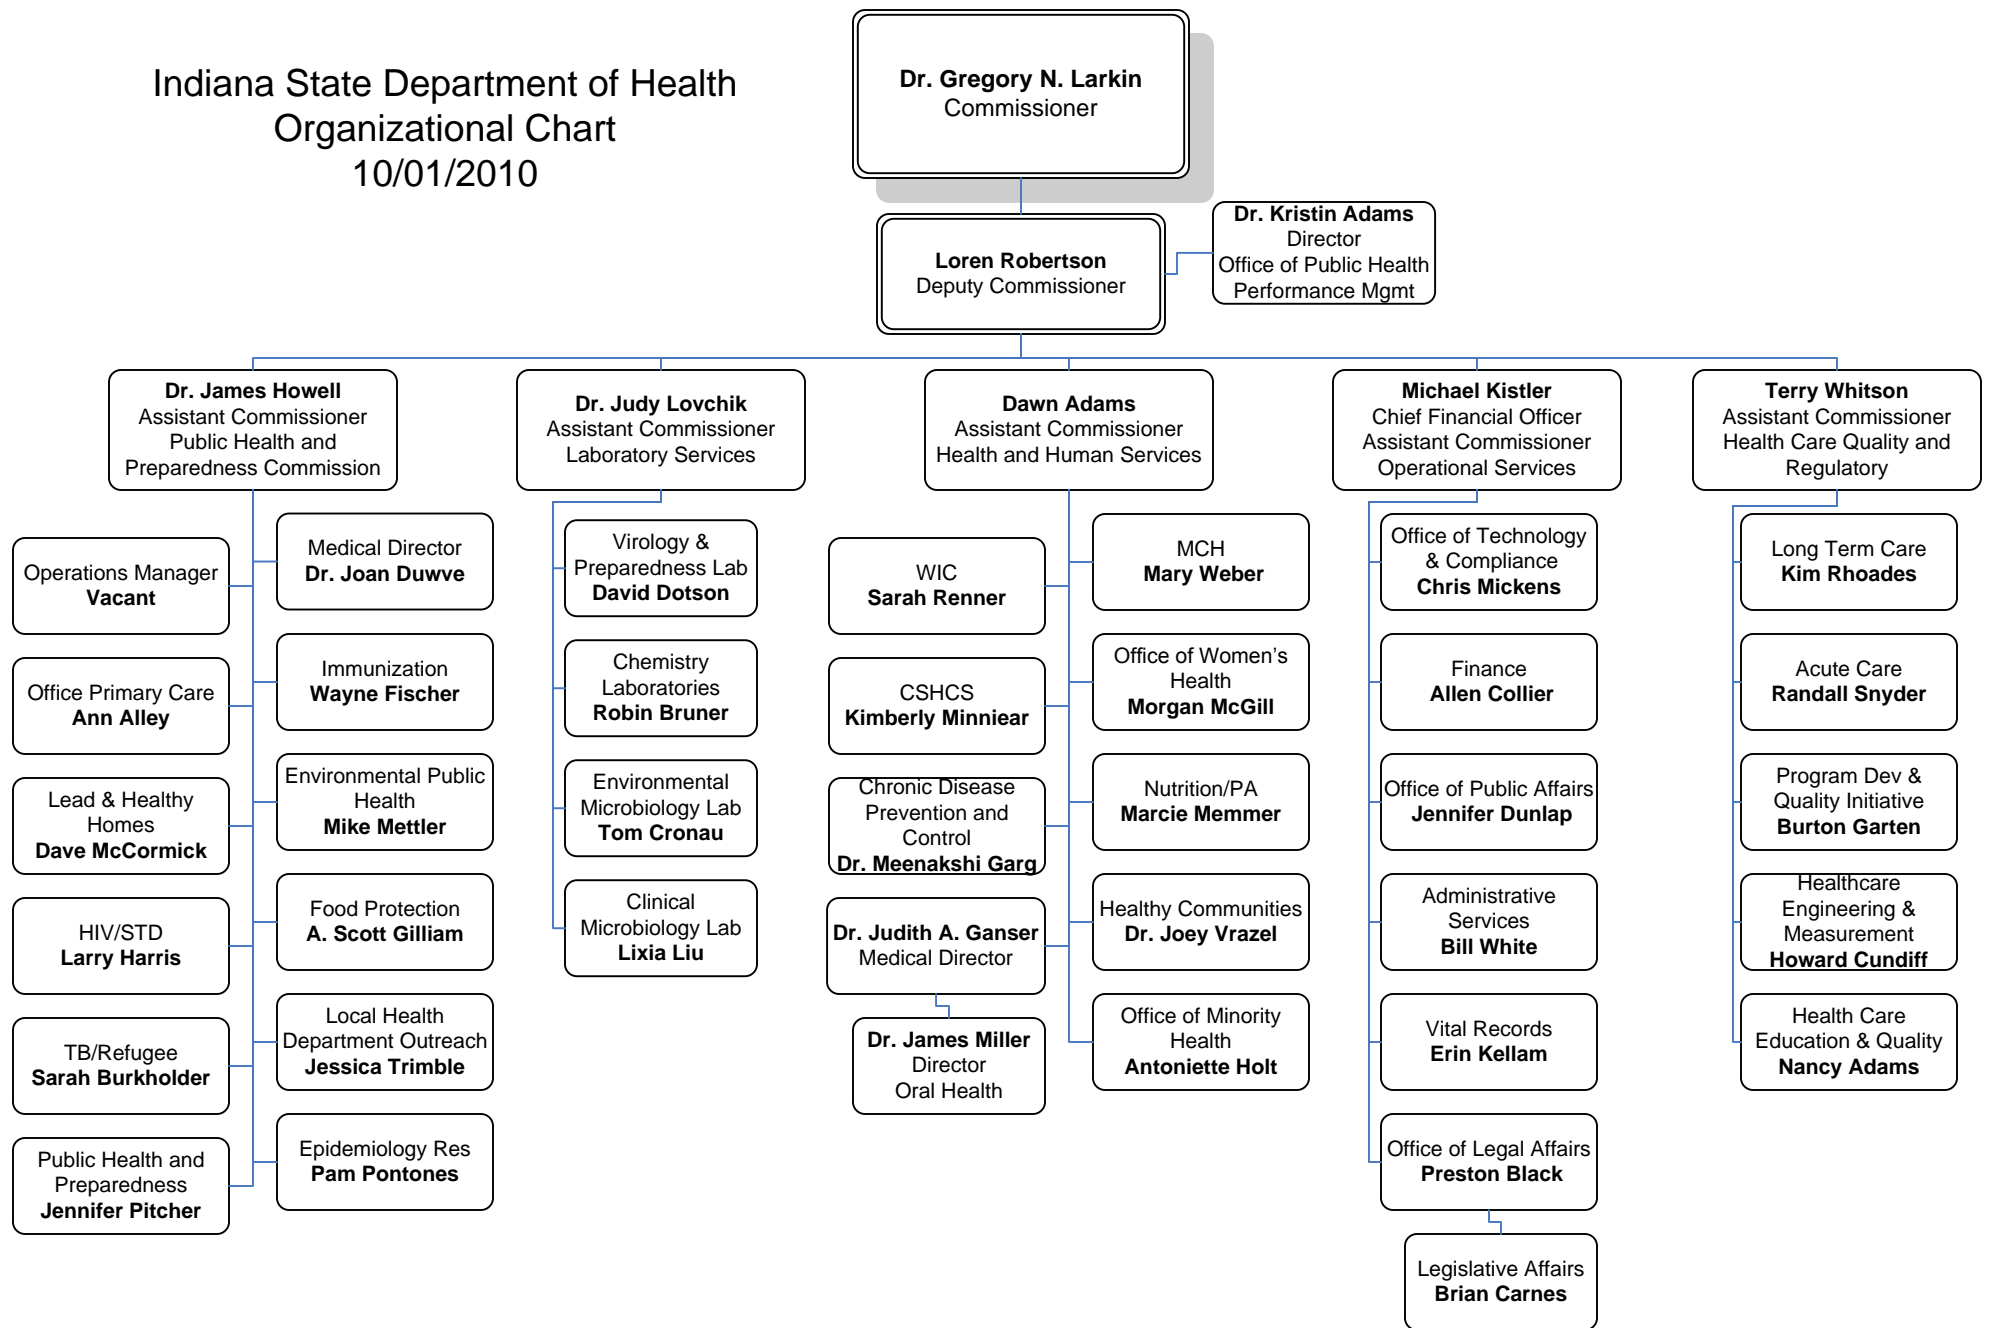 Indiana State Department of Health
Organizational Chart
10/01/2010
Dr. Gregory N. Larkin
Commissioner
Loren Robertson
Deputy Commissioner
Dr. Kristin Adams
Director
Office of Public Health
Performance Mgmt
Dr. James Howell
Assistant Commissioner
Public Health and
Preparedness Commission
Operations Manager
Vacant
Office Primary Care
Ann Alley
Lead & Healthy
Homes
Dave McCormick
HIV/STD
Larry Harris
TB/Refugee
Sarah Burkholder
Public Health and
Preparedness
Jennifer Pitcher
Medical Director
Dr. Joan Duwve
Immunization
Wayne Fischer
Environmental Public
Health
Mike Mettler
Food Protection
A. Scott Gilliam
Local Health
Department Outreach
Jessica Trimble
Epidemiology Res
Pam Pontones
Dr. Judy Lovchik
Assistant Commissioner
Laboratory Services
Virology &
Preparedness Lab
David Dotson
Chemistry
Laboratories
Robin Bruner
Environmental
Microbiology Lab
Tom Cronau
Clinical
Microbiology Lab
Lixia Liu
Dawn Adams
Assistant Commissioner
Health and Human Services
WIC
Sarah Renner
CSHCS
Kimberly Minniear
Chronic Disease
Prevention and
Control
Dr. Meenakshi Garg
Dr. Judith A. Ganser
Medical Director
Dr. James Miller
Director
Oral Health
MCH
Mary Weber
Office of Women's
Health
Morgan McGill
Nutrition/PA
Marcie Memmer
Healthy Communities
Dr. Joey Vrazel
Office of Minority
Health
Antoniette Holt
Michael Kistler
Chief Financial Officer
Assistant Commissioner
Operational Services
Office of Technology
& Compliance
Chris Mickens
Finance
Allen Collier
Office of Public Affairs
Jennifer Dunlap
Administrative
Services
Bill White
Vital Records
Erin Kellam
Office of Legal Affairs
Preston Black
Legislative Affairs
Brian Carnes
Terry Whitson
Assistant Commissioner
Health Care Quality and
Regulatory
Long Term Care
Kim Rhoades
Acute Care
Randall Snyder
Program Dev &
Quality Initiative
Burton Garten
Healthcare
Engineering &
Measurement
Howard Cundiff
Health Care
Education & Quality
Nancy Adams